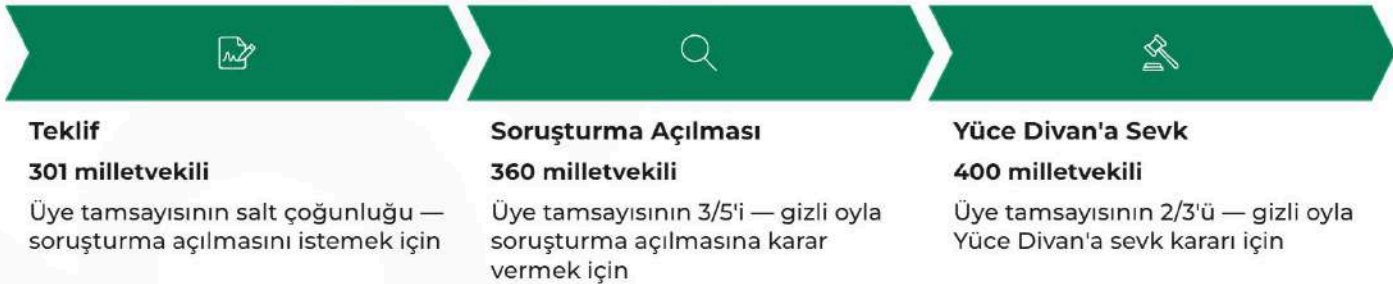 Teklif
301 milletvekili
Üye tamsayısının salt çoğunluğu —
soruşturma açılmasını istemek için
Soruşturma Açılması
360 milletvekili
Üye tamsayısının 3/5'i — gizli oyla
soruşturma açılmasına karar
vermek için
Yüce Divan'a Sevk
400 milletvekili
Üye tamsayısının 2/3'ü — gizli oyla
Yüce Divan'a sevk kararı için